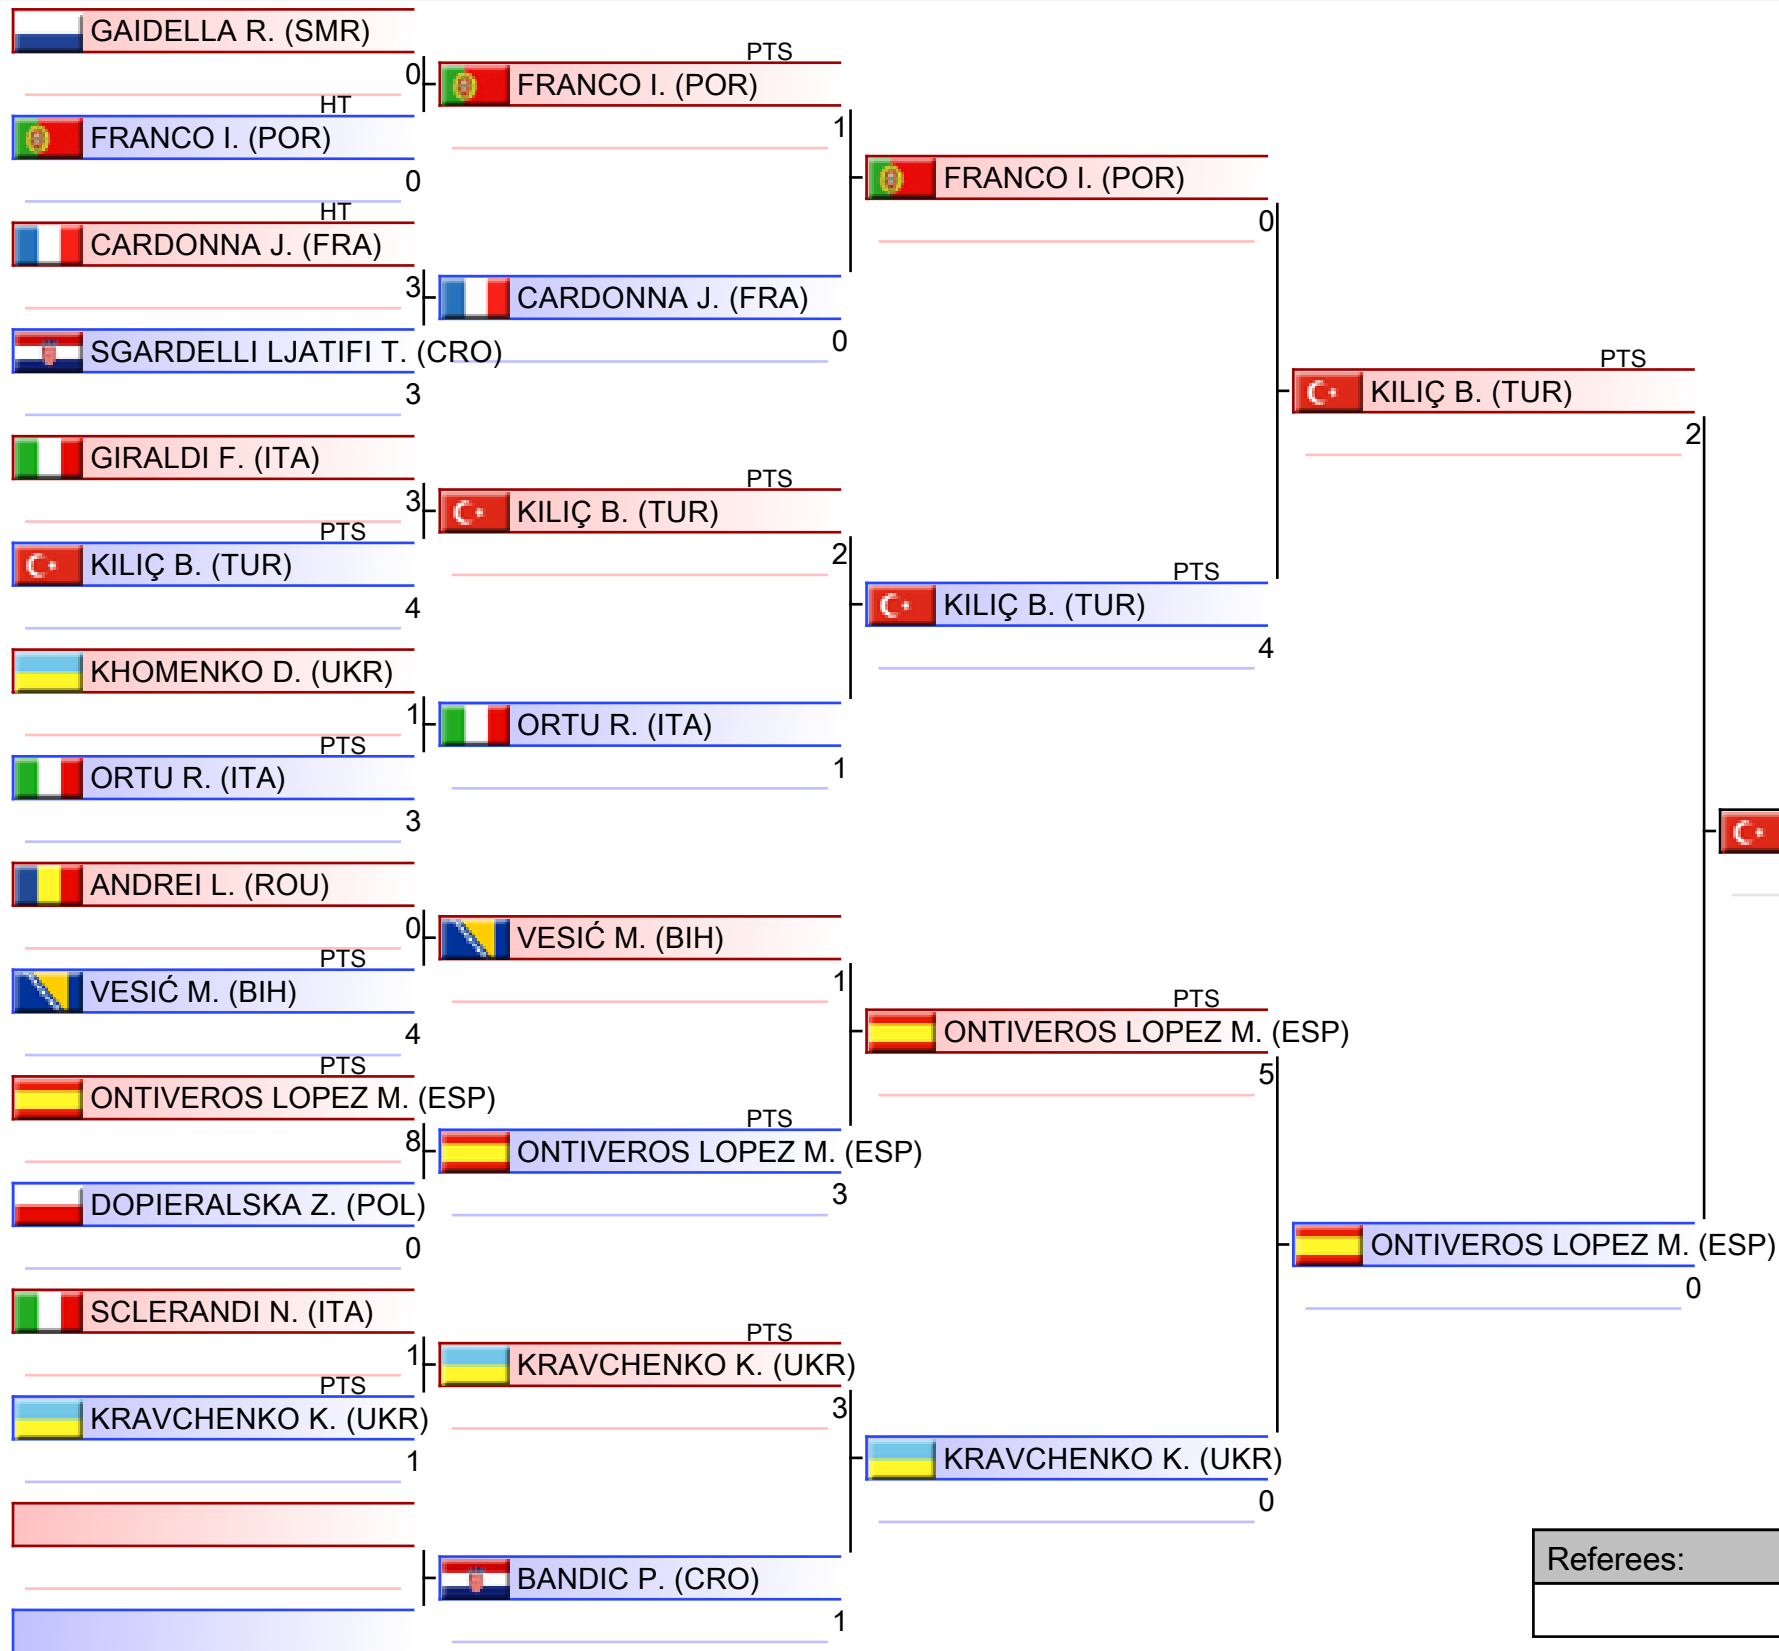 GAIDELLA R. (SMR)
0
HT
FRANCO I. (POR)
0
HT
CARDONNA J. (FRA)
3
SGARDELLI LJATIFI T. (CRO)
3
GIRALDI F. (ITA)
3
PTS
KILIÇ B. (TUR)
4
KHOMENKO D. (UKR)
1
PTS
ORTU R. (ITA)
3
ANDREI L. (ROU)
0
PTS
VESIĆ M. (BIH)
4
PTS
ONTIVEROS LOPEZ M. (ESP)
8
DOPIERALSKA Z. (POL)
0
SCLERANDI N. (ITA)
1
PTS
KRAVCHENKO K. (UKR)
1
PTS
FRANCO I. (POR)
1
CARDONNA J. (FRA)
0
PTS
KILIÇ B. (TUR)
2
ORTU R. (ITA)
1
VESIĆ M. (BIH)
1
PTS
ONTIVEROS LOPEZ M. (ESP)
3
PTS
KRAVCHENKO K. (UKR)
3
BANDIC P. (CRO)
1
FRANCO I. (POR)
0
PTS
KILIÇ B. (TUR)
4
PTS
ONTIVEROS LOPEZ M. (ESP)
5
KRAVCHENKO K. (UKR)
0
PTS
KILIÇ B. (TUR)
2
ONTIVEROS LOPEZ M. (ESP)
0
Referees: